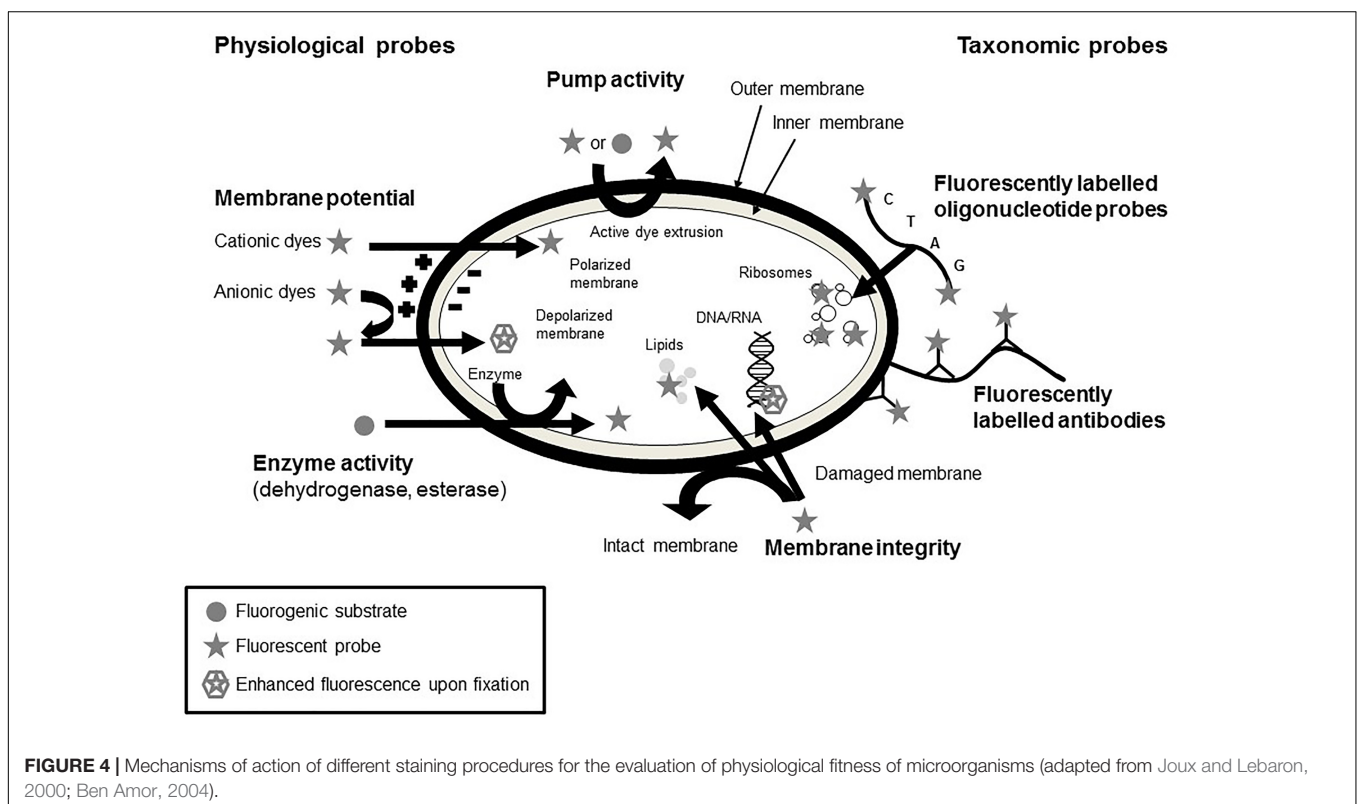 Physiological probes
Taxonomic probes
Pump activity
Outer membrane
Inner membrane
or
Membrane potential
Fluorescently labelled
oligonucleotide probes
C
T
A
G
Cationic dyes
Active dye extrusion
Polarized
membrane
Ribosomes
Anionic dyes
Depolarized
membrane
DNA/RNA
Lipids
Enzyme
Fluorescently
labelled antibodies
Enzyme activity
(dehydrogenase, esterase)
Damaged membrane
Intact membrane
Membrane integrity
Fluorogenic substrate
Fluorescent probe
Enhanced fluorescence upon fixation
FIGURE 4 | Mechanisms of action of different staining procedures for the evaluation of physiological fitness of microorganisms (adapted from Joux and Lebaron,
2000; Ben Amor, 2004).